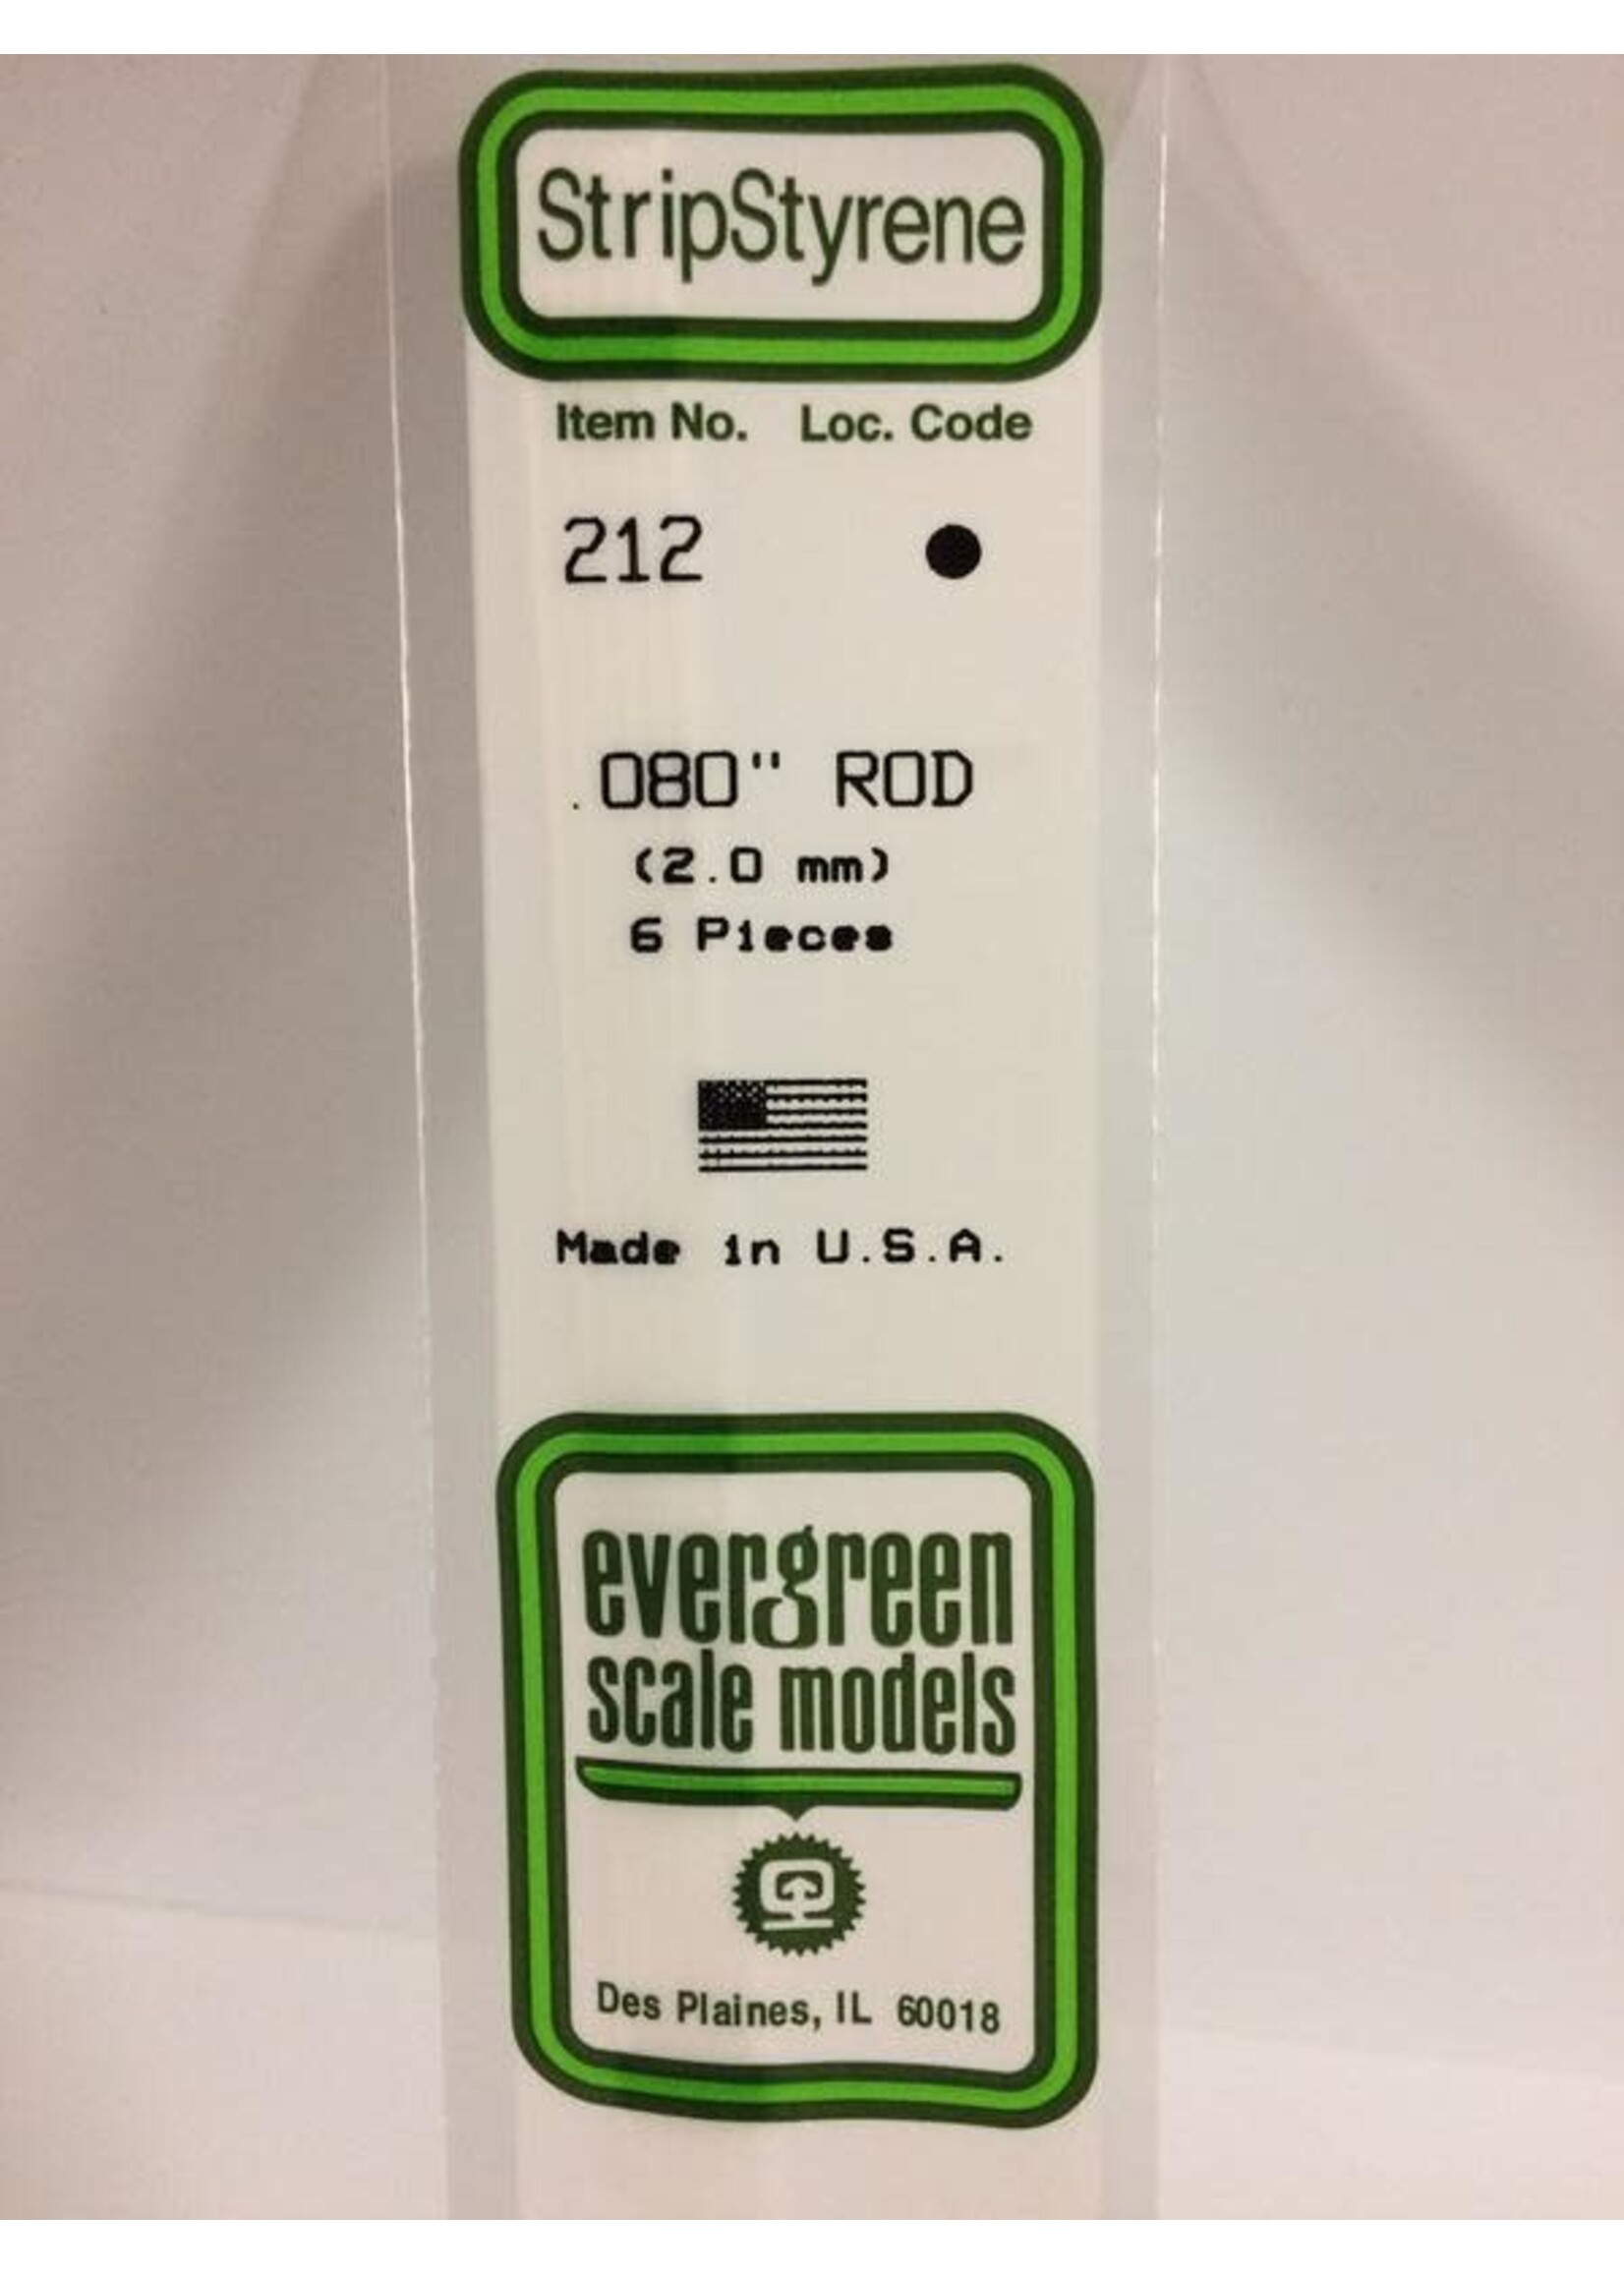 StripStyrene
Item No. Loc. Code
212 ●
.080" ROD
(2.0 mm)
6 Pieces
Made in U.S.A.
evergreen
scale models
Des Plaines, IL 60018